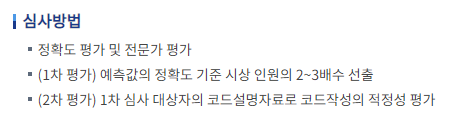 심사방법
정확도 평가 및 전문가 평가
(1차 평가) 예측값의 정확도 기준 시상 인원의 2~3배수 선출
(2차 평가) 1차 심사 대상자의 코드설명자료로 코드작성의 적정성 평가